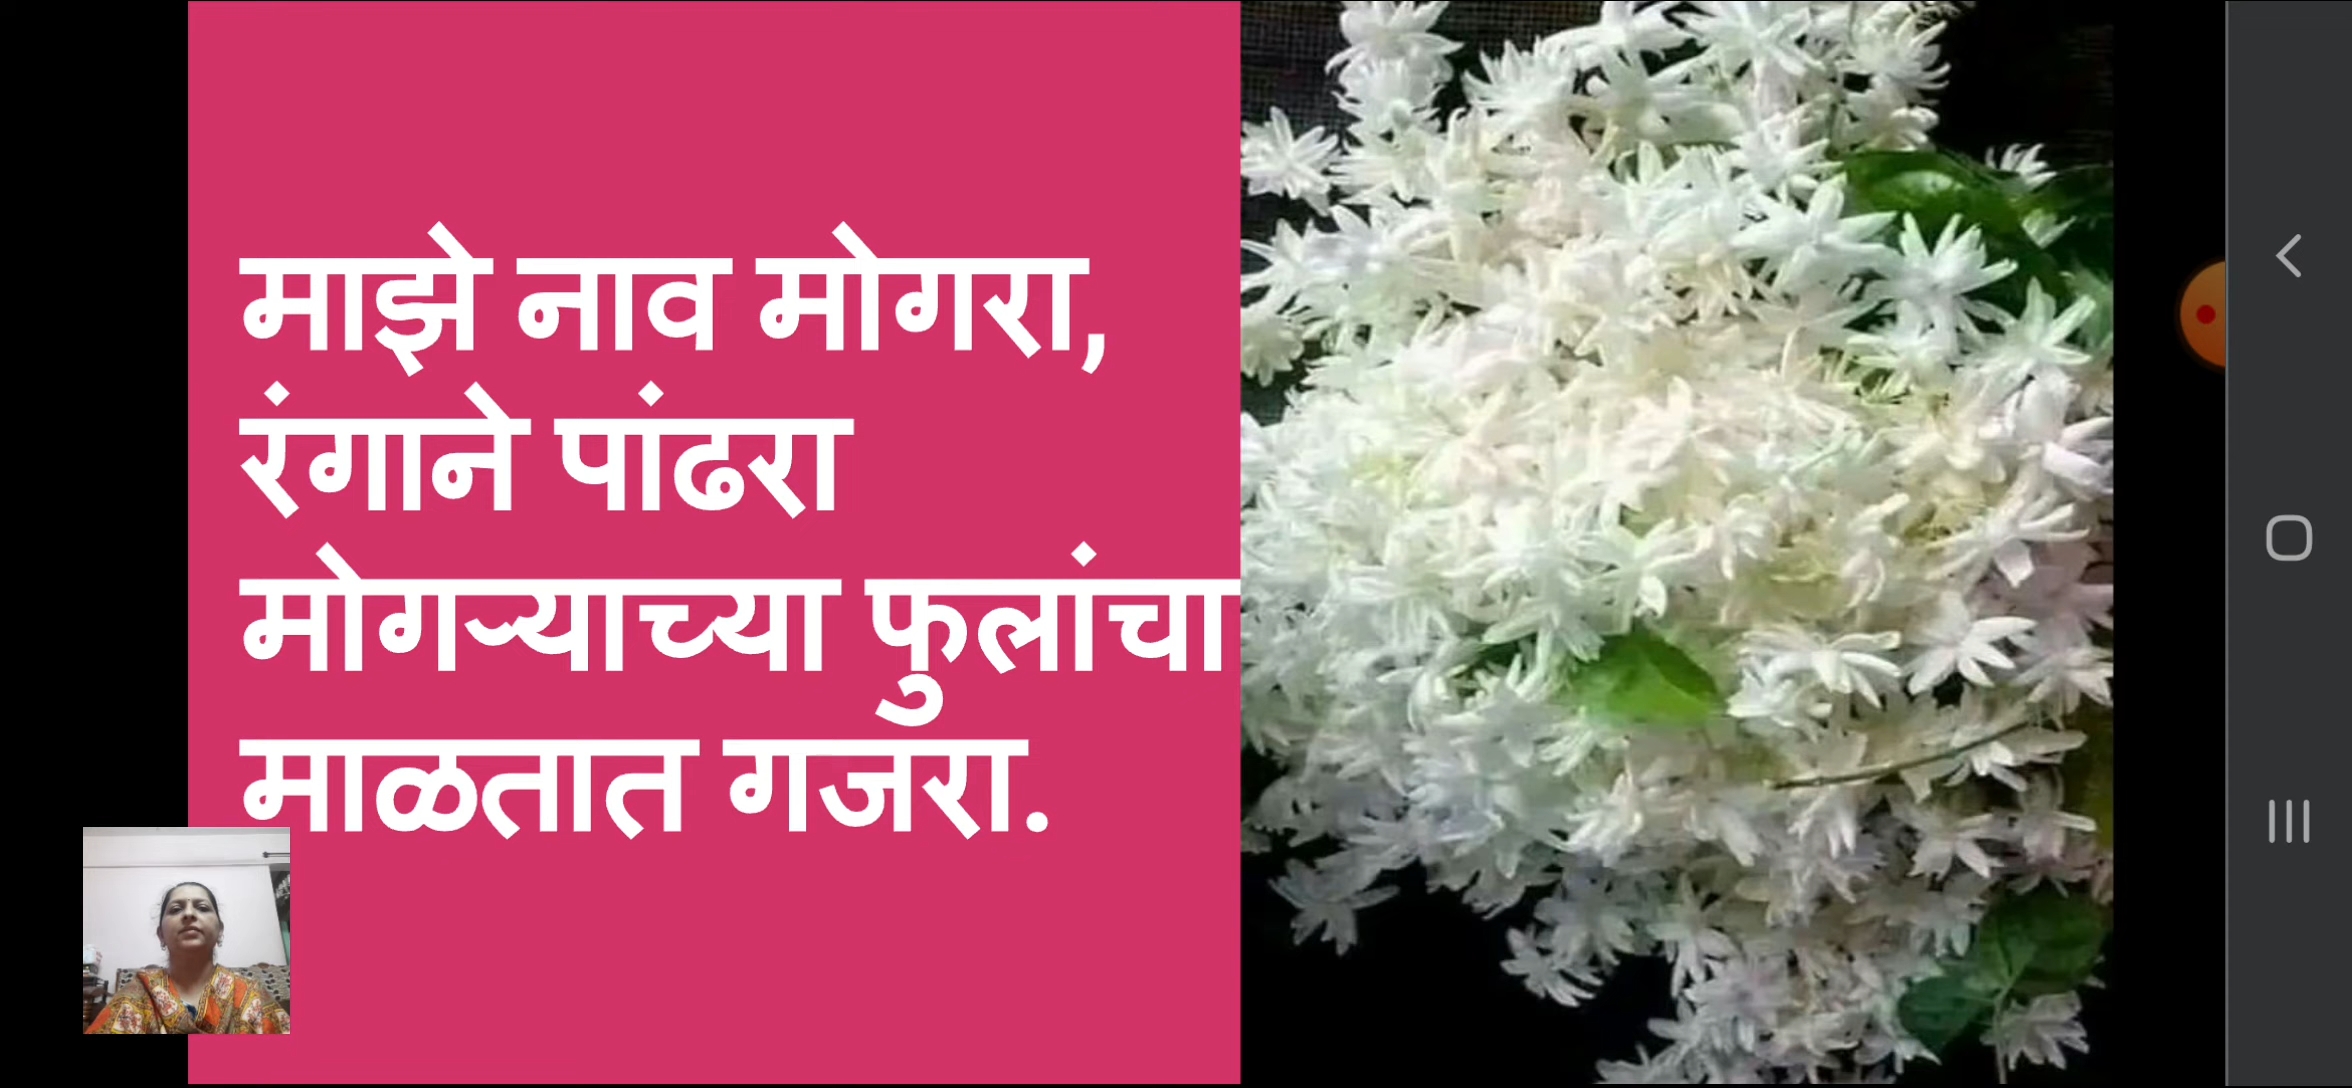 माझे नाव मोगरा,
रंगाने पांढरा
मोगऱ्याच्या फुलांचा
माळतात गजरा.